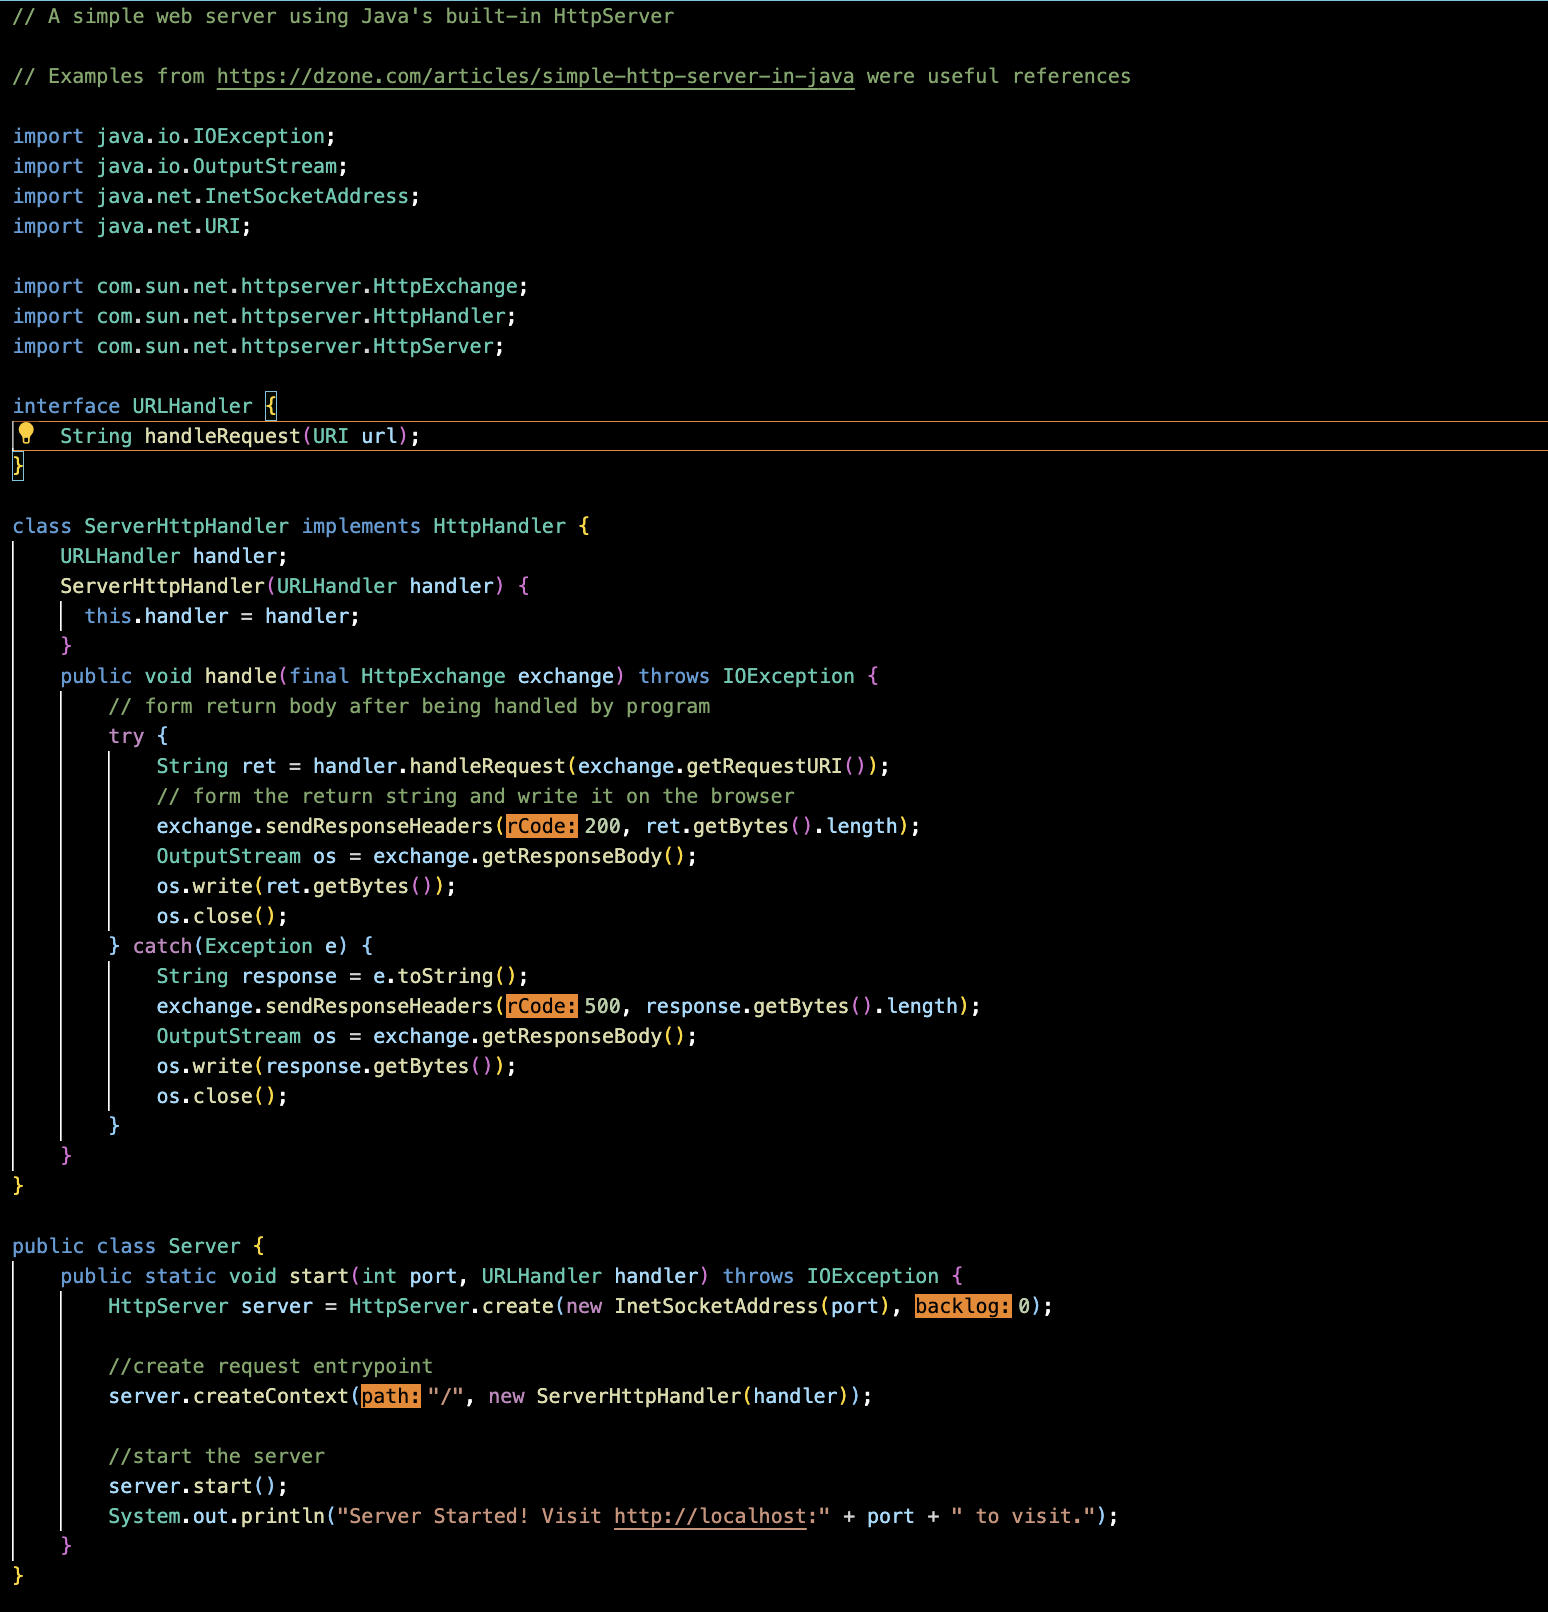 // A simple web server using Java's built-in HttpServer
// Examples from https://dzone.com/articles/simple-http-server-in-java were useful references
import java.io.IOException;
import java.io.OutputStream;
import java.net.InetSocketAddress;
import java.net.URI;
import com.sun.net.httpserver.HttpExchange;
import com.sun.net.httpserver.HttpHandler;
import com.sun.net.httpserver.HttpServer;
interface URLHandler {
String handleRequest(URI url);
}
class ServerHttpHandler implements HttpHandler {
URLHandler handler;
ServerHttpHandler(URLHandler handler) {
this.handler = handler;
}
public void handle(final HttpExchange exchange) throws IOException {
// form return body after being handled by program
try {
String ret = handler.handleRequest(exchange.getRequestURI());
// form the return string and write it on the browser
exchange.sendResponseHeaders(rCode: 200, ret.getBytes().length);
OutputStream os = exchange.getResponseBody();
os.write(ret.getBytes());
os.close();
} catch(Exception e) {
String response = e.toString();
exchange.sendResponseHeaders(rCode: 500, response.getBytes().length);
OutputStream os = exchange.getResponseBody();
os.write(response.getBytes());
os.close();
}
}
}
public class Server {
public static void start(int port, URLHandler handler) throws IOException {
HttpServer server = HttpServer.create(new InetSocketAddress(port), backlog: 0);
//create request entrypoint
server.createContext(path: "/", new ServerHttpHandler(handler));
//start the server
server.start();
System.out.println("Server Started! Visit http://localhost:" + port + " to visit.");
}
}